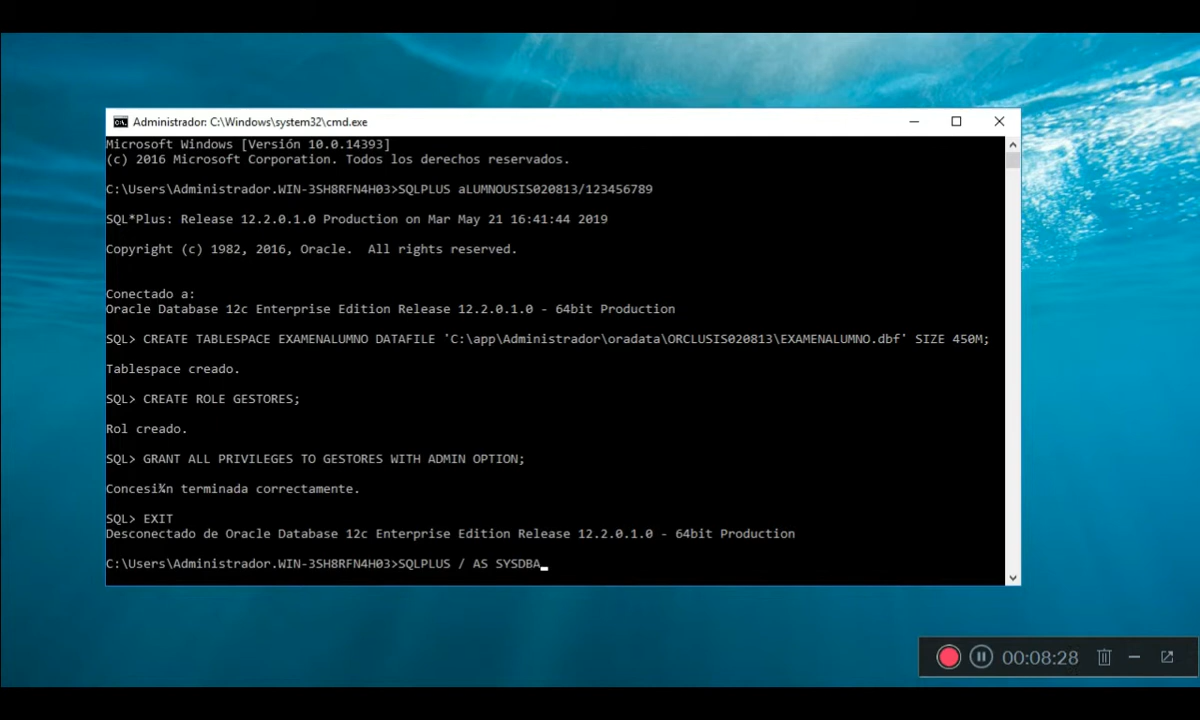 Administrador: C:\Windows\system32\cmd.exe
Microsoft Windows [Versión 10.0.14393]
(c) 2016 Microsoft Corporation. Todos los derechos reservados.
C:\Users\Administrador.WIN-3SH8RFN4H03>SQLPLUS aLUMNOUSIS020813/123456789
SQL*Plus: Release 12.2.0.1.0 Production on Mar May 21 16:41:44 2019
Copyright (c) 1982, 2016, Oracle.  All rights reserved.
Conectado a:
Oracle Database 12c Enterprise Edition Release 12.2.0.1.0 - 64bit Production
SQL> CREATE TABLESPACE EXAMENALUMNO DATAFILE 'C:\app\Administrador\oradata\ORCLUSIS020813\EXAMENALUMNO.dbf' SIZE 450M;
Tablespace creado.
SQL> CREATE ROLE GESTORES;
Rol creado.
SQL> GRANT ALL PRIVILEGES TO GESTORES WITH ADMIN OPTION;
Concesi¾n terminada correctamente.
SQL> EXIT
Desconectado de Oracle Database 12c Enterprise Edition Release 12.2.0.1.0 - 64bit Production
C:\Users\Administrador.WIN-3SH8RFN4H03>SQLPLUS / AS SYSDBA
00:08:28